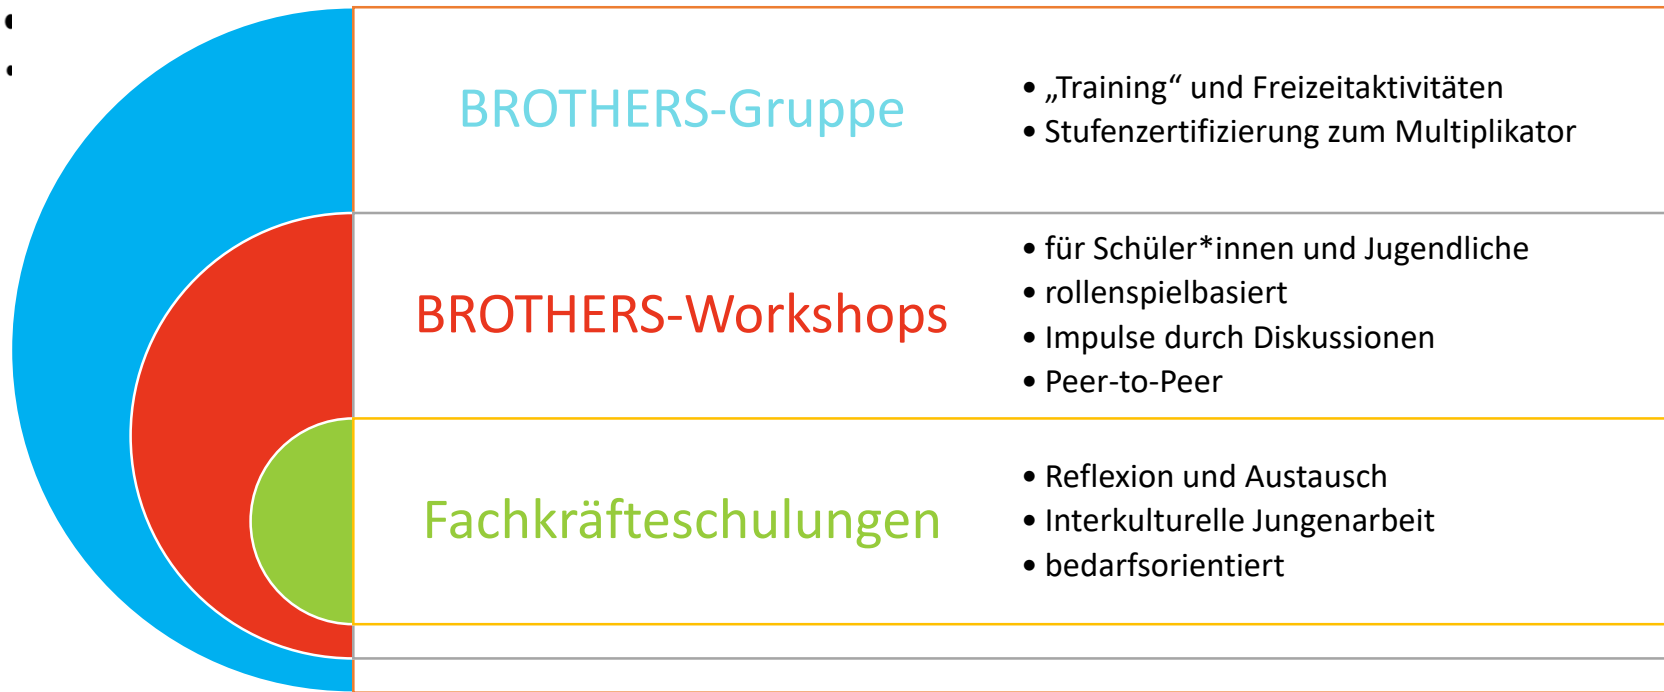 BROTHERS-Gruppe
• „Training“ und Freizeitaktivitäten
• Stufenzertifizierung zum Multiplikator
BROTHERS-Workshops
• für Schüler*innen und Jugendliche
• rollenspielbasiert
• Impulse durch Diskussionen
• Peer-to-Peer
Fachkräfteschulungen
• Reflexion und Austausch
• Interkulturelle Jungenarbeit
• bedarfsorientiert